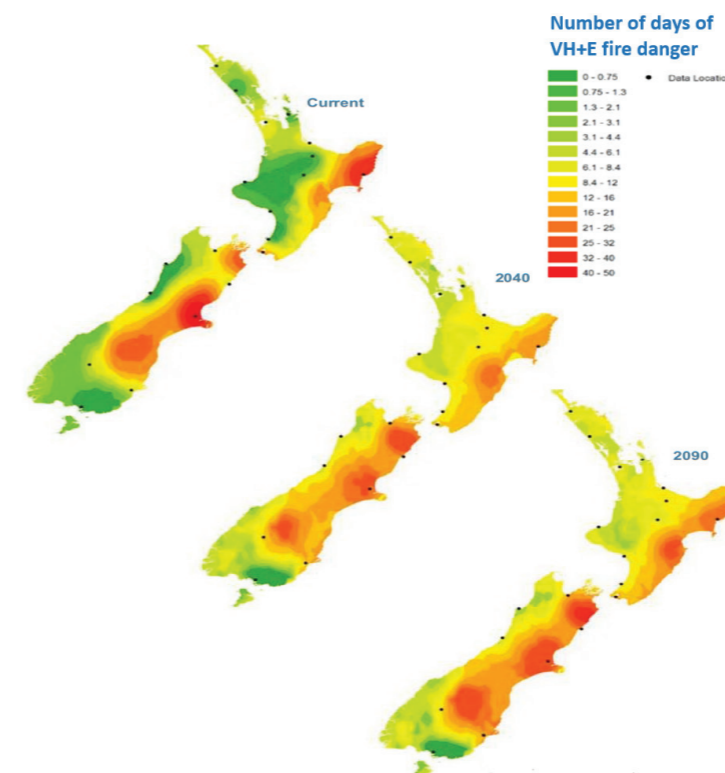 Number of days of
VH+E fire danger
0 - 0.75
Data Locatio
0.75 - 1.3
1.3 - 2.1
2.1 - 3.1
3.1 - 4.4
4.4 - 6.1
6.1 - 8.4
8.4 - 12
12 - 16
16 - 21
21 - 25
25 - 32
32 - 40
40 - 50
Current
2040
2090